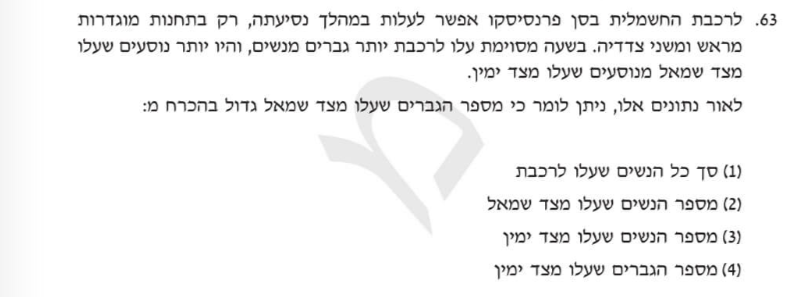 63. לרכבת החשמלית בסן פרנסיסקו אפשר לעלות במהלך נסיעתה, רק בתחנות מוגדרות
מראש ומשני צדדיה. בשעה מסוימת עלו לרכבת יותר גברים מנשים, והיו יותר נוסעים שעלו
מצד שמאל מנוסעים שעלו מצד ימין.
לאור נתונים אלו, ניתן לומר כי מספר הגברים שעלו מצד שמאל גדול בהכרח מ:
(1) סך כל הנשים שעלו לרכבת
(2) מספר הנשים שעלו מצד שמאל
(3) מספר הנשים שעלו מצד ימין
(4) מספר הגברים שעלו מצד ימין